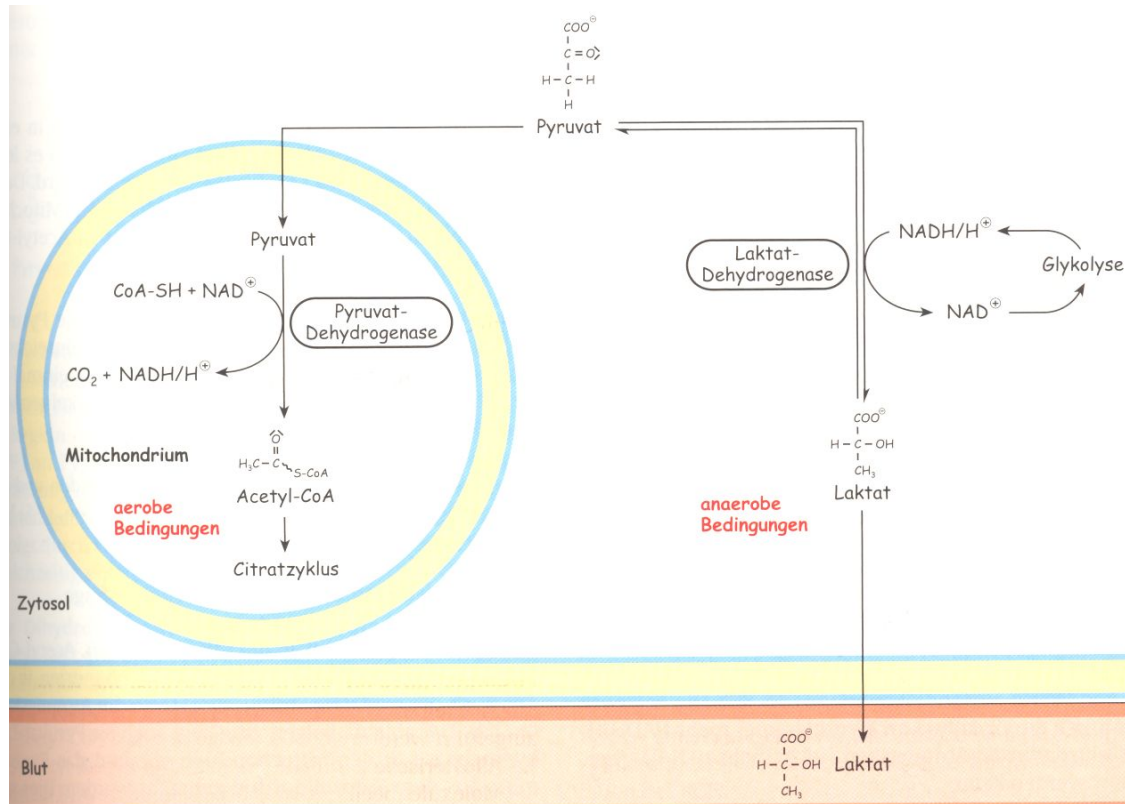 COO⊖
C=O
H–C–H
H
Pyruvat
Pyruvat
CoA-SH + NAD⊕
Pyruvat-
Dehydrogenase
CO₂ + NADH/H⊕
Mitochondrium
O
H₃C–C~S-CoA
Acetyl-CoA
aerobe
Bedingungen
Citratzyklus
Zytosol
Laktat-
Dehydrogenase
NADH/H⊕
Glykolyse
NAD⊕
COO⊖
H–C–OH
CH₃
Laktat
anaerobe
Bedingungen
Blut
COO⊖
H–C–OH
CH₃
Laktat